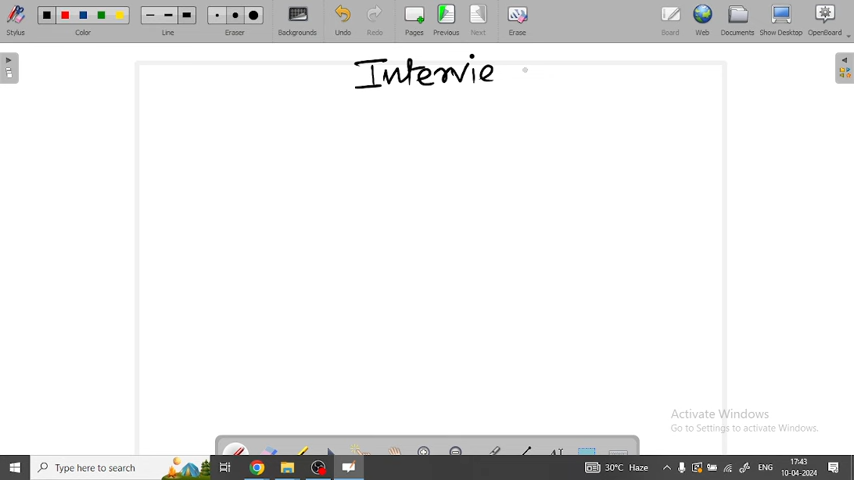 Stylus
Color
Line
Eraser
Backgrounds
Undo
Redo
Pages
Previous
Next
Erase
Board
Web
Documents
Show Desktop
OpenBoard
Intervie
Activate Windows
Go to Settings to activate Windows.
Type here to search
30°C Haze
ENG
17:43
10-04-2024